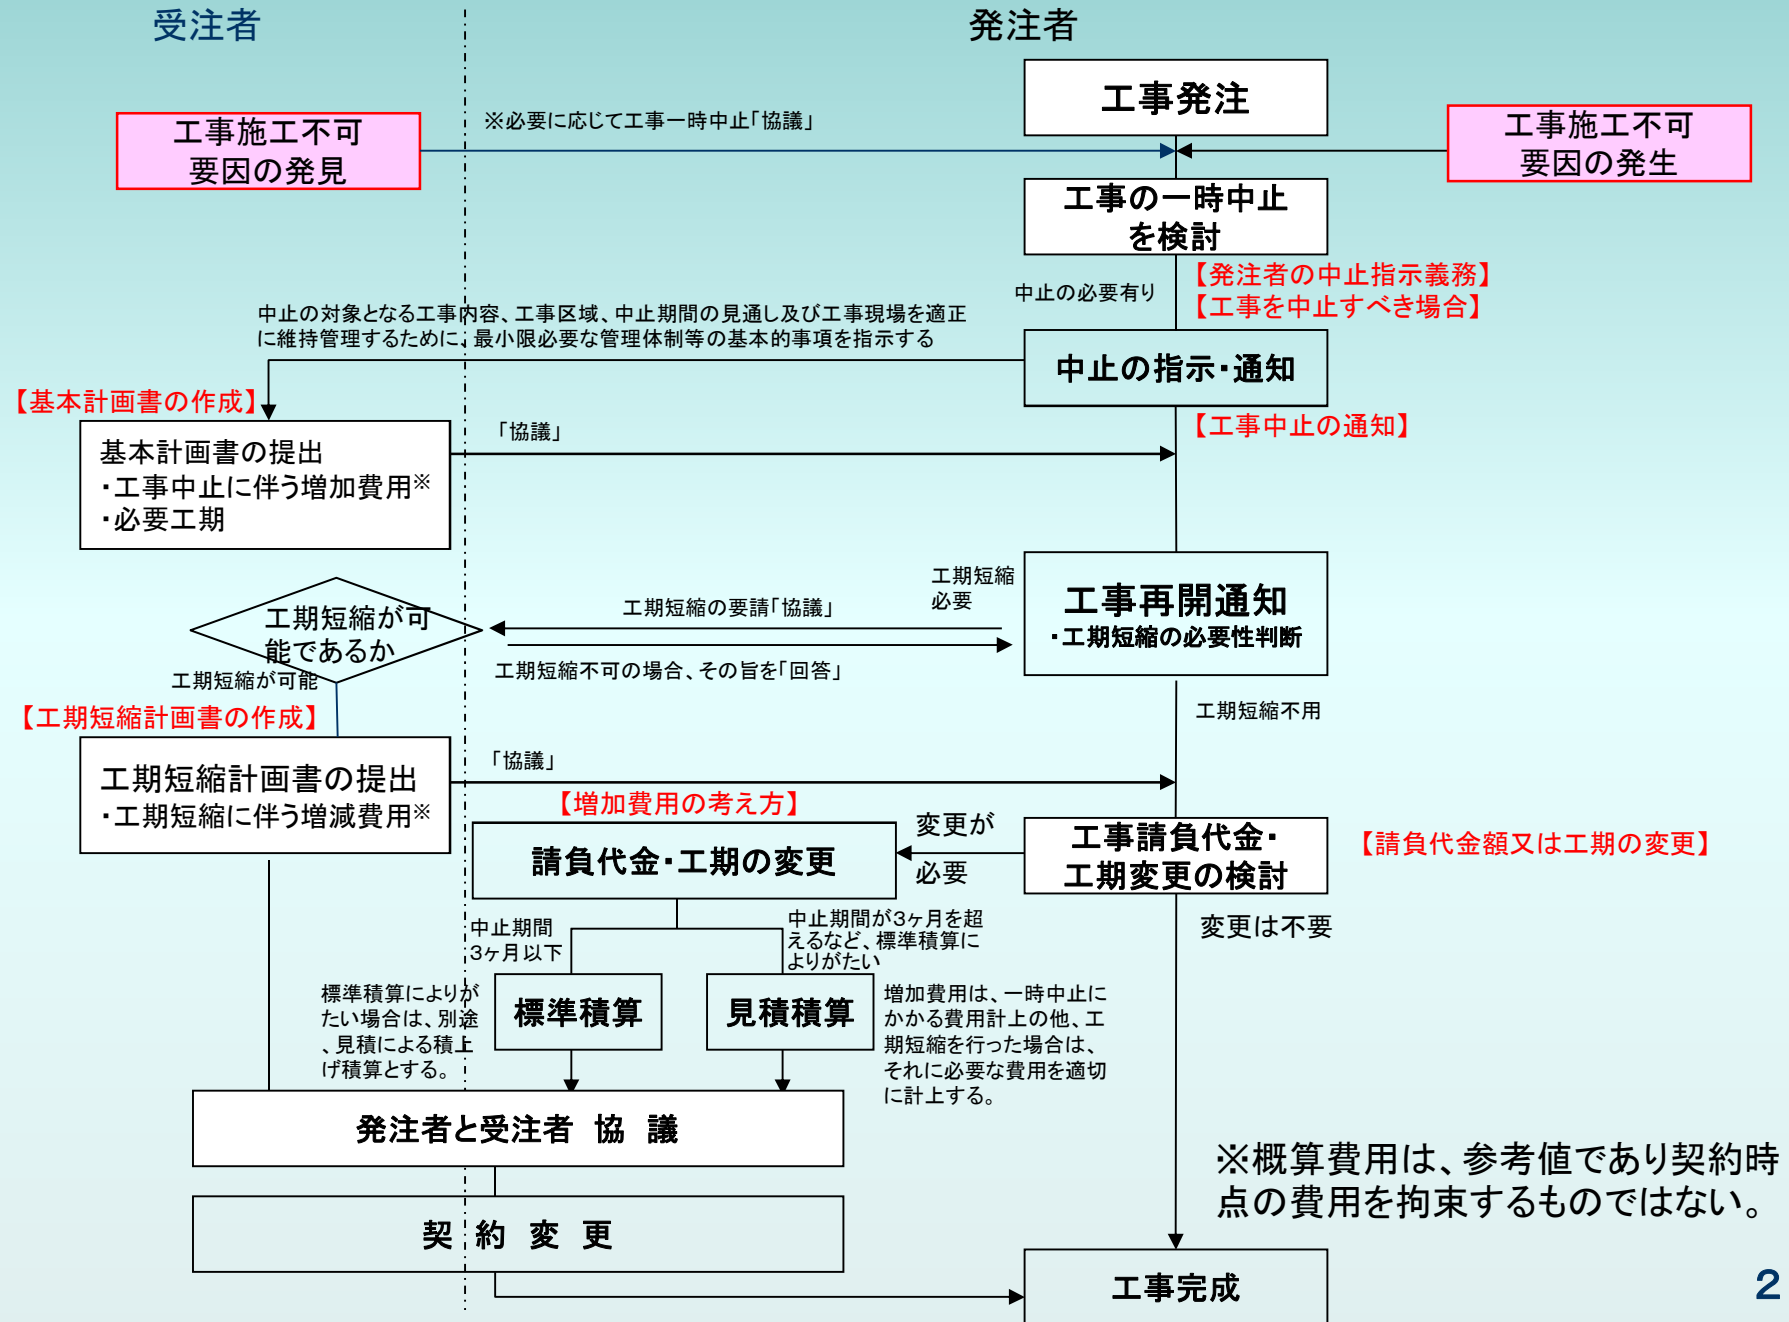 受注者
発注者
工事発注
工事施工不可
要因の発見
※必要に応じて工事一時中止「協議」
工事施工不可
要因の発生
工事の一時中止
を検討
【発注者の中止指示義務】
【工事を中止すべき場合】
中止の必要有り
中止の対象となる工事内容、工事区域、中止期間の見通し及び工事現場を適正
に維持管理するために、最小限必要な管理体制等の基本的事項を指示する
中止の指示・通知
【基本計画書の作成】
【工事中止の通知】
基本計画書の提出
・工事中止に伴う増加費用※
・必要工期
「協議」
工期短縮
必要
工事再開通知
・工期短縮の必要性判断
工期短縮の要請「協議」
工期短縮が可
能であるか
工期短縮不可の場合、その旨を「回答」
工期短縮が可能
【工期短縮計画書の作成】
工期短縮不用
工期短縮計画書の提出
・工期短縮に伴う増減費用※
「協議」
【増加費用の考え方】
請負代金・工期の変更
変更が
必要
工事請負代金・
工期変更の検討
【請負代金額又は工期の変更】
変更は不要
中止期間
3ヶ月以下
中止期間が3ヶ月を超
えるなど、標準積算に
よりがたい
標準積算によりが
たい場合は、別途
、見積による積上
げ積算とする。
標準積算
見積積算
増加費用は、一時中止に
かかる費用計上の他、工
期短縮を行った場合は、
それに必要な費用を適切
に計上する。
発注者と受注者 協 議
契 約 変 更
※概算費用は、参考値であり契約時
点の費用を拘束するものではない。
工事完成
2